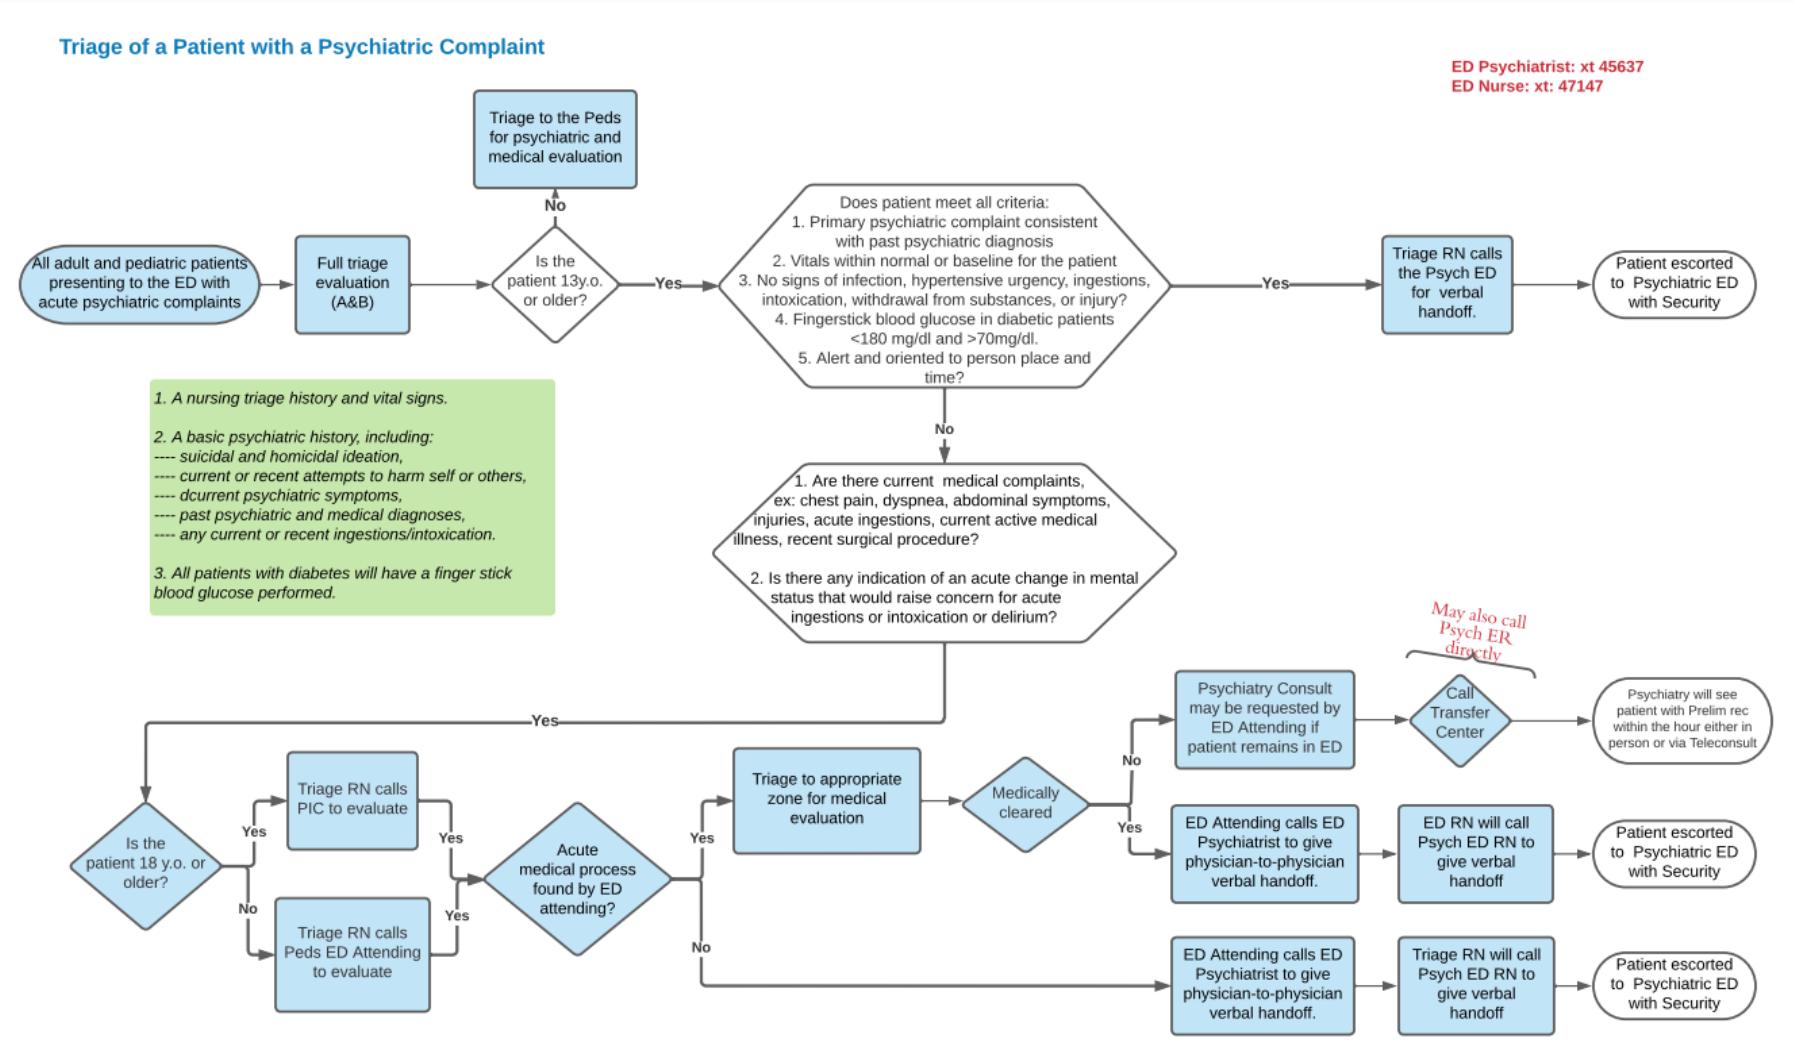 Triage of a Patient with a Psychiatric Complaint
ED Psychiatrist: xt 45637
ED Nurse: xt: 47147
Triage to the Peds
for psychiatric and
medical evaluation
No
All adult and pediatric patients
presenting to the ED with
acute psychiatric complaints
Full triage
evaluation
(A&B)
Is the
patient 13y.o.
or older?
Yes
Does patient meet all criteria:
1. Primary psychiatric complaint consistent
with past psychiatric diagnosis
2. Vitals within normal or baseline for the patient
3. No signs of infection, hypertensive urgency, ingestions,
intoxication, withdrawal from substances, or injury?
4. Fingerstick blood glucose in diabetic patients
<180 mg/dl and >70mg/dl.
5. Alert and oriented to person place and
time?
Yes
Triage RN calls
the Psych ED
for verbal
handoff.
Patient escorted
to Psychiatric ED
with Security
1. A nursing triage history and vital signs.
2. A basic psychiatric history, including:
---- suicidal and homicidal ideation,
---- current or recent attempts to harm self or others,
---- dcurrent psychiatric symptoms,
---- past psychiatric and medical diagnoses,
---- any current or recent ingestions/intoxication.
3. All patients with diabetes will have a finger stick
blood glucose performed.
No
1. Are there current medical complaints,
ex: chest pain, dyspnea, abdominal symptoms,
injuries, acute ingestions, current active medical
illness, recent surgical procedure?
2. Is there any indication of an acute change in mental
status that would raise concern for acute
ingestions or intoxication or delirium?
Yes
Is the
patient 18 y.o. or
older?
Yes
Triage RN calls
PIC to evaluate
Yes
No
Triage RN calls
Peds ED Attending
to evaluate
Yes
Acute
medical process
found by ED
attending?
Yes
Triage to appropriate
zone for medical
evaluation
Medically
cleared
No
Psychiatry Consult
may be requested by
ED Attending if
patient remains in ED
May also call
Psych ER
directly
Call
Transfer
Center
Psychiatry will see
patient with Prelim rec
within the hour either in
person or via Teleconsult
Yes
ED Attending calls ED
Psychiatrist to give
physician-to-physician
verbal handoff.
ED RN will call
Psych ED RN to
give verbal
handoff
Patient escorted
to Psychiatric ED
with Security
No
ED Attending calls ED
Psychiatrist to give
physician-to-physician
verbal handoff.
Triage RN will call
Psych ED RN to
give verbal
handoff
Patient escorted
to Psychiatric ED
with Security